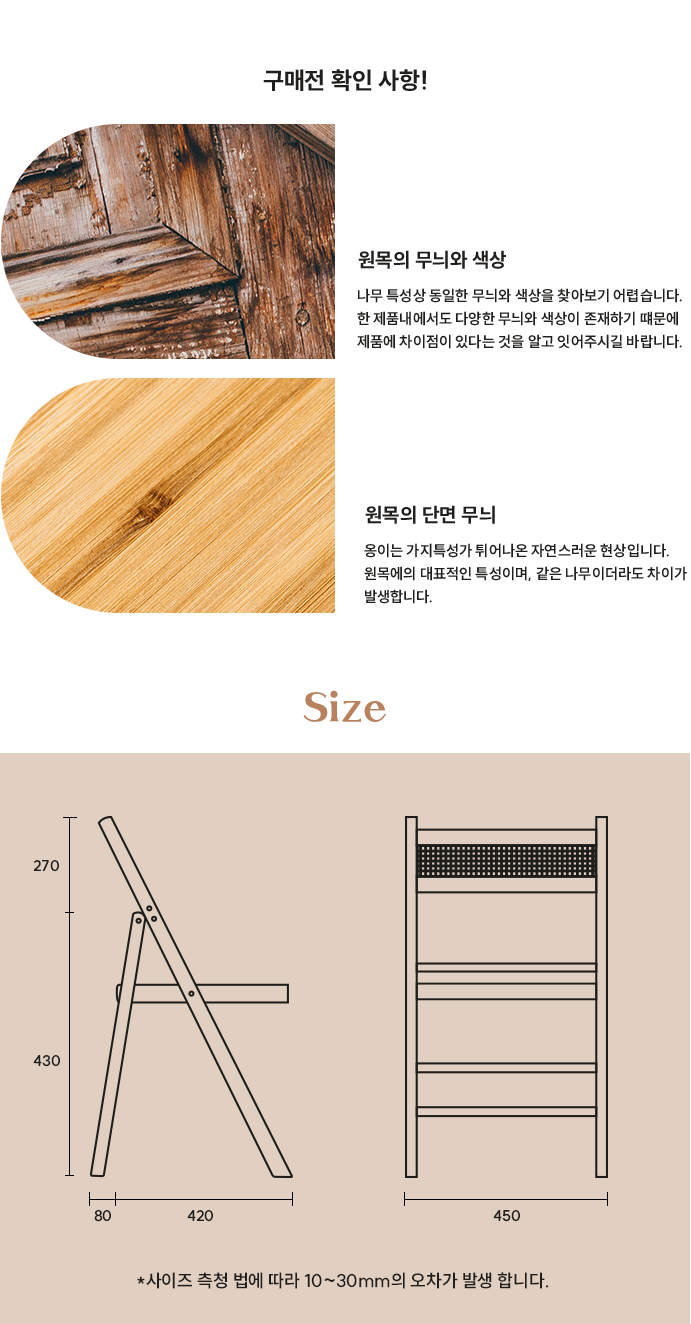 구매전 확인 사항!
원목의 무늬와 색상
나무 특성상 동일한 무늬와 색상을 찾아보기 어렵습니다.
한 제품내에서도 다양한 무늬와 색상이 존재하기 떄문에
제품에 차이점이 있다는 것을 알고 잇어주시길 바랍니다.
원목의 단면 무늬
옹이는 가지특성가 튀어나온 자연스러운 현상입니다.
원목에의 대표적인 특성이며, 같은 나무이더라도 차이가
발생합니다.
Size
270
430
80
420
450
*사이즈 측청 법에 따라 10~30mm의 오차가 발생 합니다.